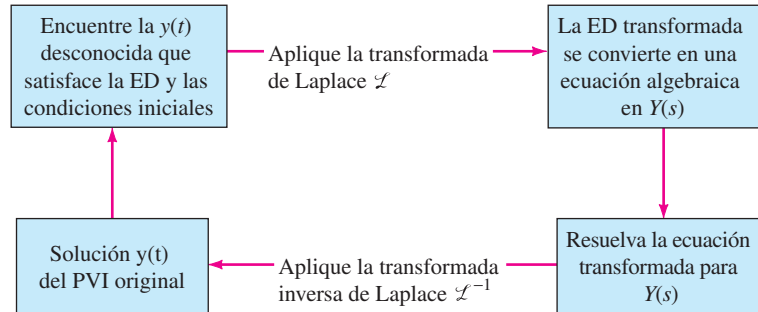 Encuentre la y(t)
desconocida que
satisface la ED y las
condiciones iniciales
Aplique la transformada
de Laplace ℒ
La ED transformada
se convierte en una
ecuación algebraica
en Y(s)
Solución y(t)
del PVI original
Aplique la transformada
inversa de Laplace ℒ⁻¹
Resuelva la ecuación
transformada para
Y(s)